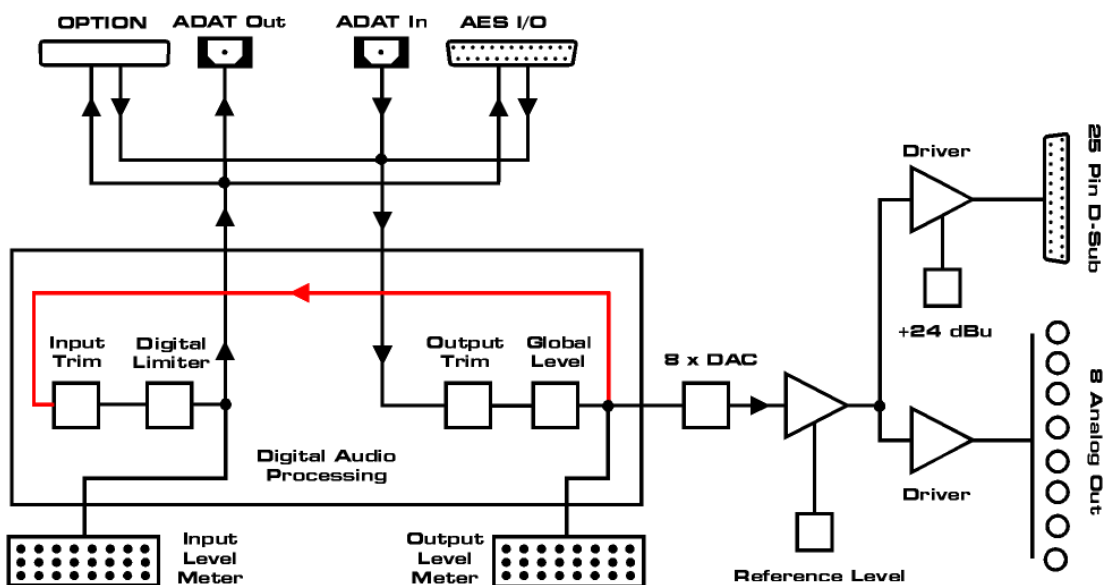 OPTION
ADAT Out
ADAT In
AES I/O
Driver
25 Pin D-Sub
+24 dBu
Input
Trim
Digital
Limiter
Output
Trim
Global
Level
8 x DAC
8 Analog Out
Digital Audio
Processing
Driver
Input
Level
Meter
Output
Level
Meter
Reference Level